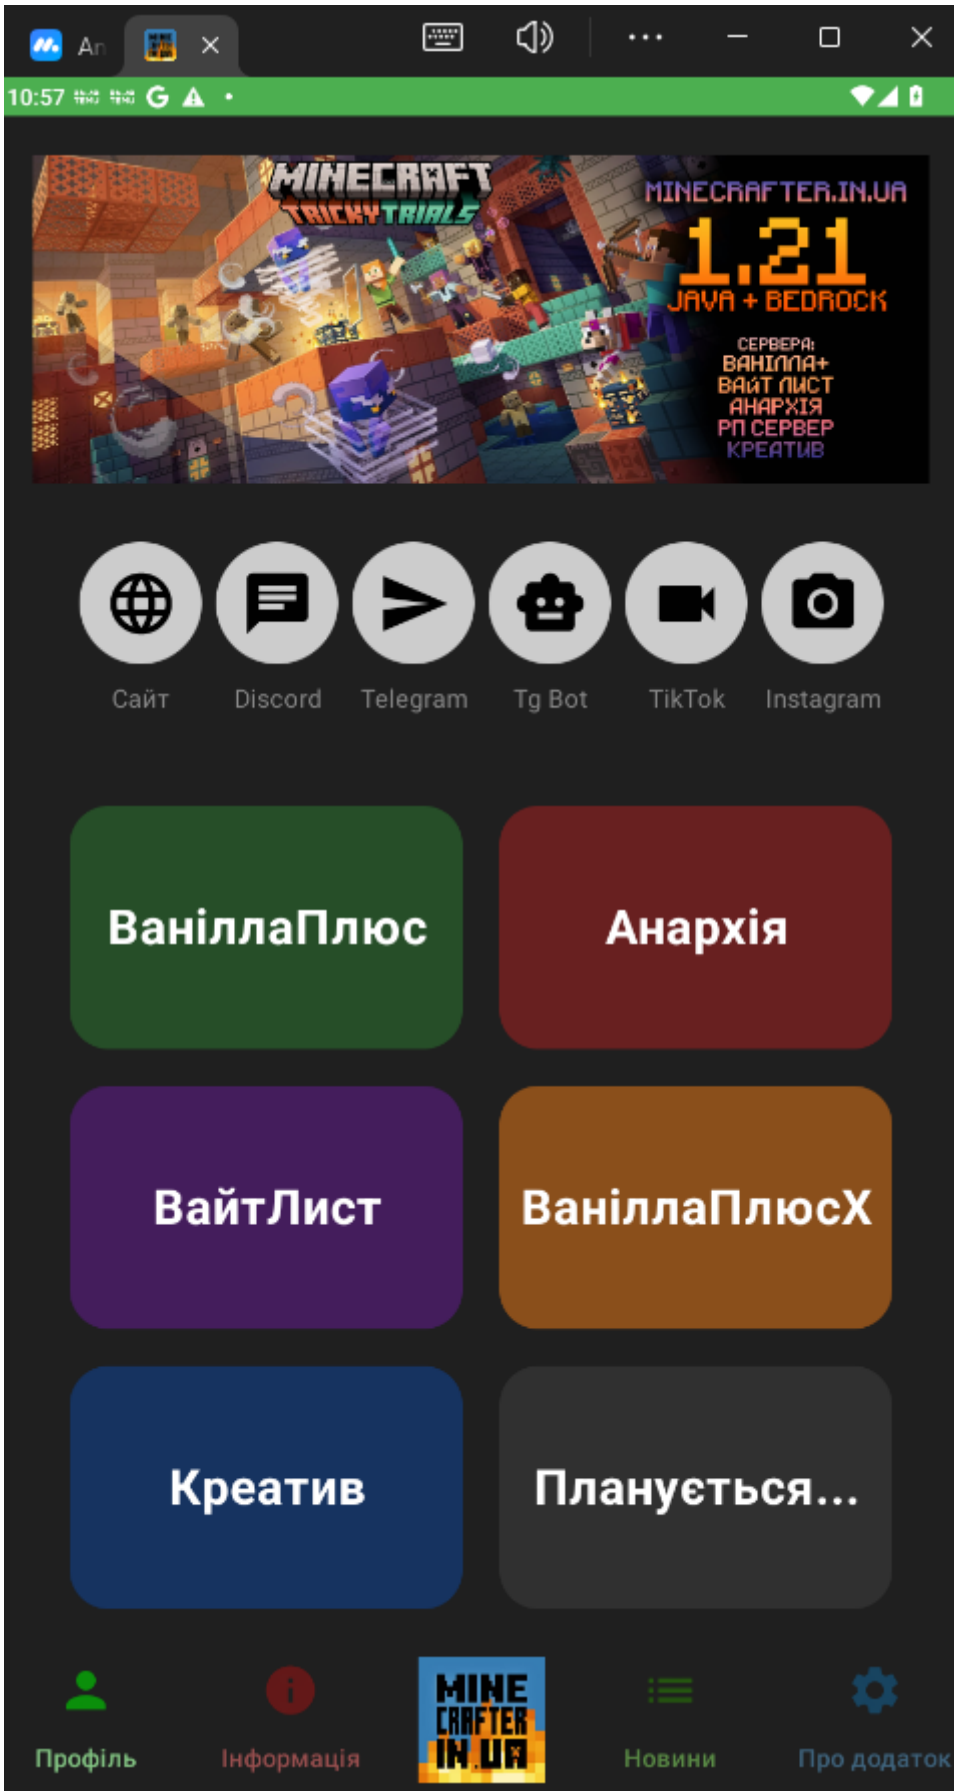 An
10:57
MINECRAFT
TRICKY TRIALS
MINECRAFTER.IN.UA
1.21
JAVA + BEDROCK
СЕРВЕРА:
ВАНІЛЛА+
ВАЙТ ЛИСТ
АНАРХІЯ
РП СЕРВЕР
КРЕАТИВ
Сайт
Discord
Telegram
Tg Bot
TikTok
Instagram
ВаніллаПлюс
Анархія
ВайтЛист
ВаніллаПлюсХ
Креатив
Планується...
MINE
CRAFTER
IN.UA
Профіль
Інформація
Новини
Про додаток